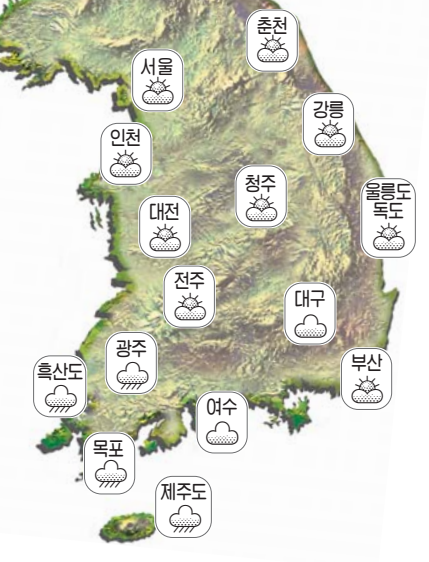 춘천
서울
강릉
인천
청주
울릉도
독도
대전
전주
대구
광주
부산
흑산도
여수
목포
제주도